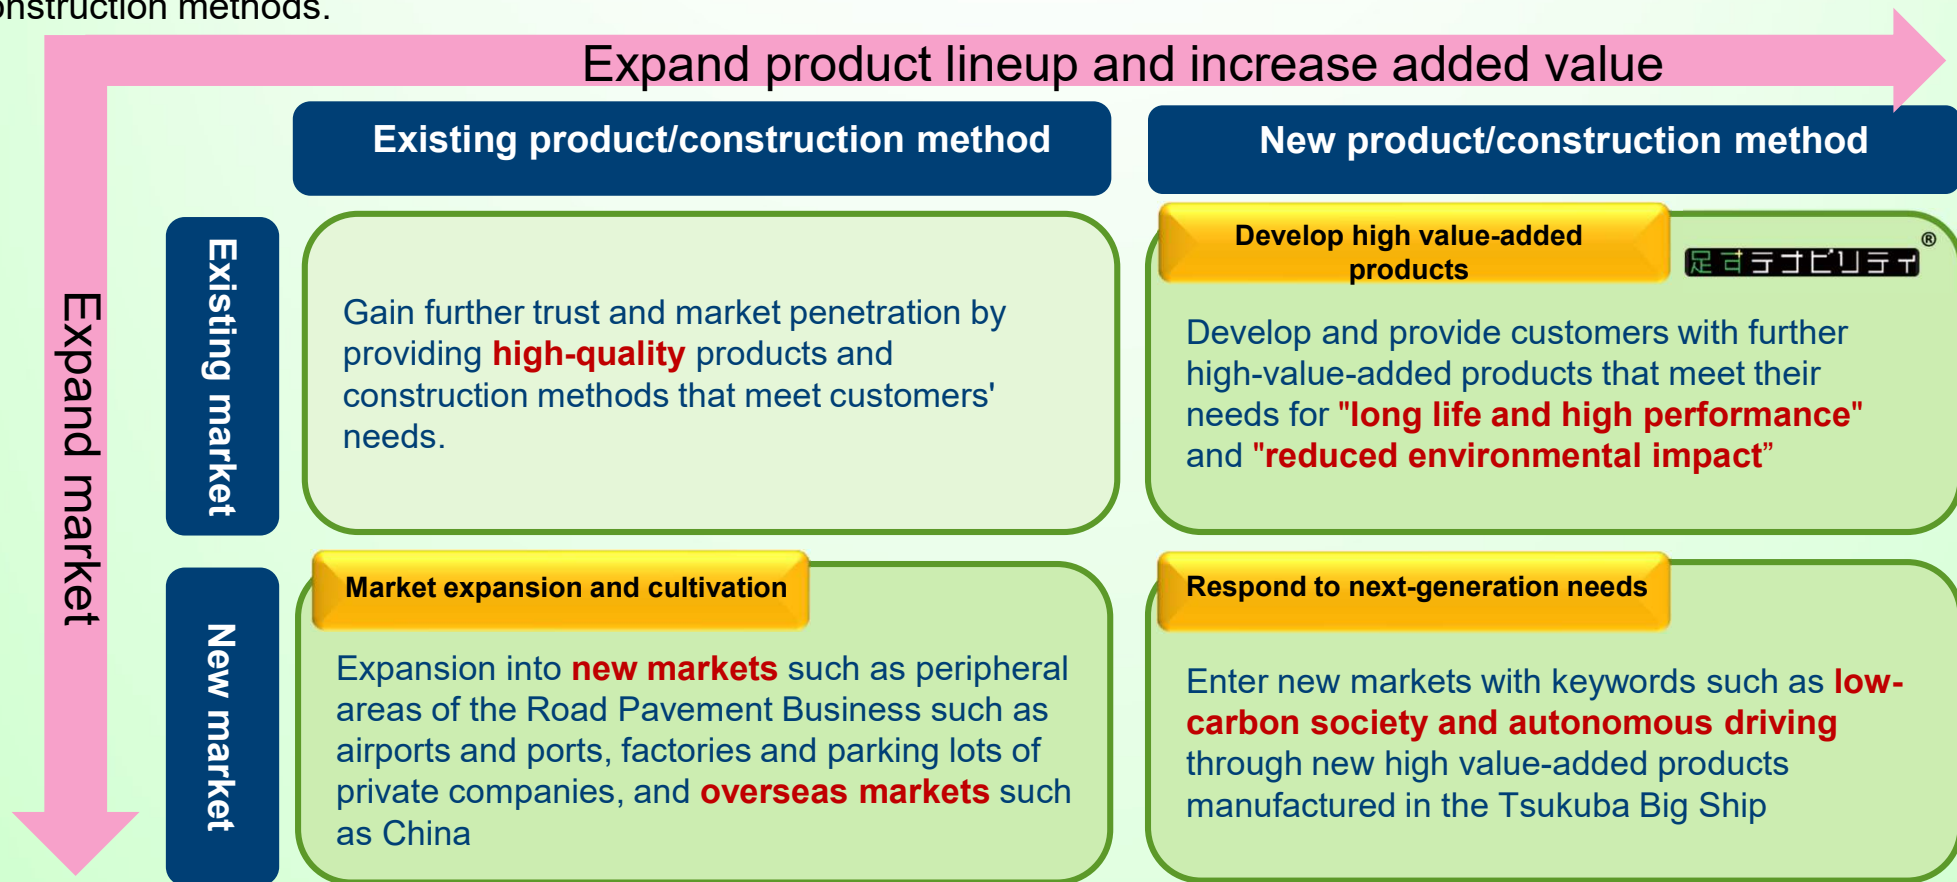 onstruction methods.
Expand product lineup and increase added value
Existing product/construction method
New product/construction method
Expand market
Existing market
Gain further trust and market penetration by
providing high-quality products and
construction methods that meet customers'
needs.
Develop high value-added
products
足すテナビリティ®
Develop and provide customers with further
high-value-added products that meet their
needs for "long life and high performance"
and "reduced environmental impact”
New market
Market expansion and cultivation
Expansion into new markets such as peripheral
areas of the Road Pavement Business such as
airports and ports, factories and parking lots of
private companies, and overseas markets such
as China
Respond to next-generation needs
Enter new markets with keywords such as low-
carbon society and autonomous driving
through new high value-added products
manufactured in the Tsukuba Big Ship